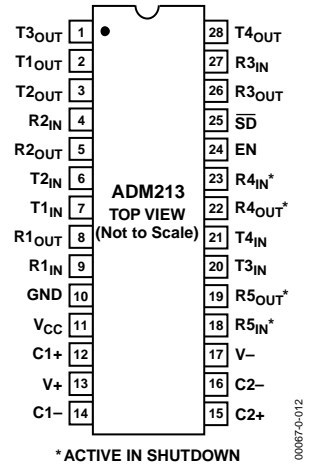 T3OUT 1
T1OUT 2
T2OUT 3
R2IN 4
R2OUT 5
T2IN 6
T1IN 7
R1OUT 8
R1IN 9
GND 10
VCC 11
C1+ 12
V+ 13
C1– 14
ADM213
TOP VIEW
(Not to Scale)
28 T4OUT
27 R3IN
26 R3OUT
25 S̅D̅
24 EN
23 R4IN*
22 R4OUT*
21 T4IN
20 T3IN
19 R5OUT*
18 R5IN*
17 V–
16 C2–
15 C2+
*ACTIVE IN SHUTDOWN
00067-0-012